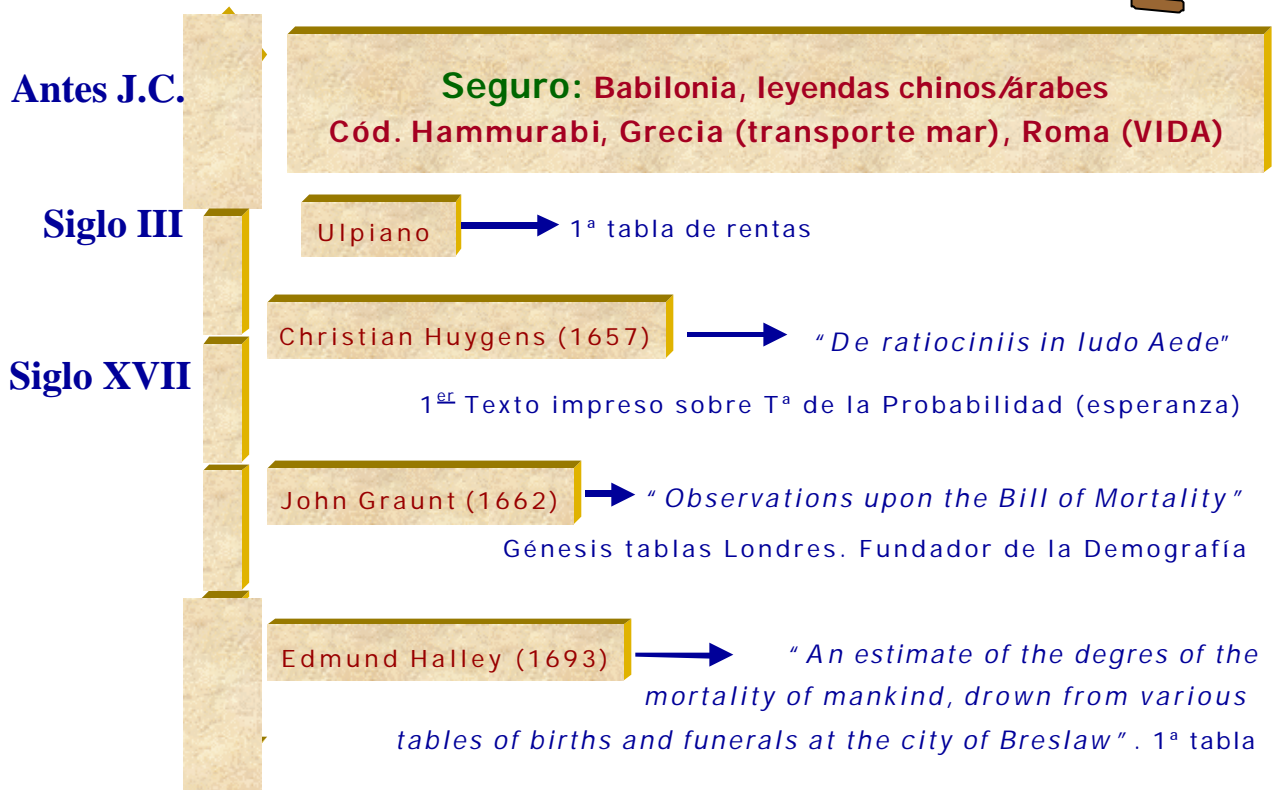 Antes J.C.
Seguro: Babilonia, leyendas chinos/árabes
Cód. Hammurabi, Grecia (transporte mar), Roma (VIDA)
Siglo III
Ulpiano
1ª tabla de rentas
Siglo XVII
Christian Huygens (1657)
"De ratiociniis in ludo Aede"
1er Texto impreso sobre Tª de la Probabilidad (esperanza)
John Graunt (1662)
"Observations upon the Bill of Mortality"
Génesis tablas Londres. Fundador de la Demografía
Edmund Halley (1693)
"An estimate of the degres of the
mortality of mankind, drown from various
tables of births and funerals at the city of Breslaw". 1ª tabla